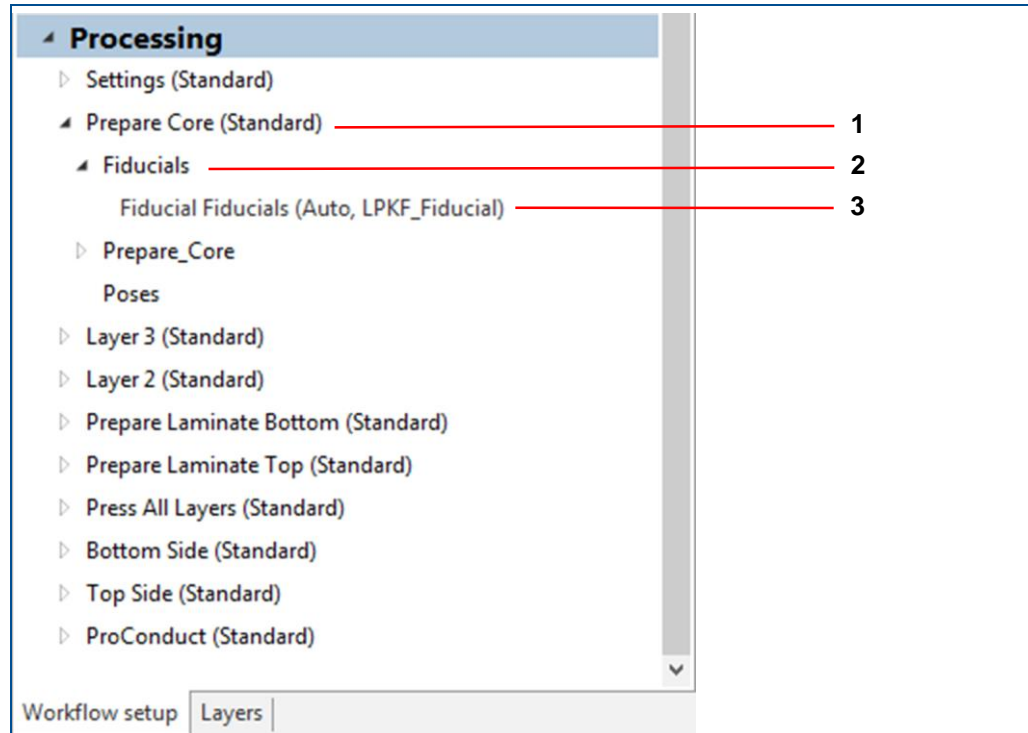 Processing
Settings (Standard)
Prepare Core (Standard) 1
Fiducials 2
Fiducial Fiducials (Auto, LPKF_Fiducial) 3
Prepare_Core
Poses
Layer 3 (Standard)
Layer 2 (Standard)
Prepare Laminate Bottom (Standard)
Prepare Laminate Top (Standard)
Press All Layers (Standard)
Bottom Side (Standard)
Top Side (Standard)
ProConduct (Standard)
Workflow setup Layers